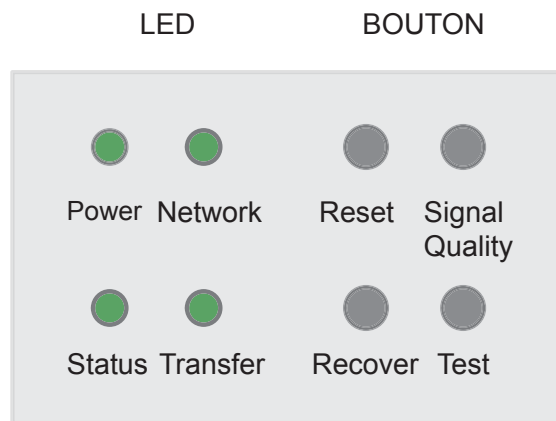 LED BOUTON
Power Network Reset Signal
Quality
Status Transfer Recover Test